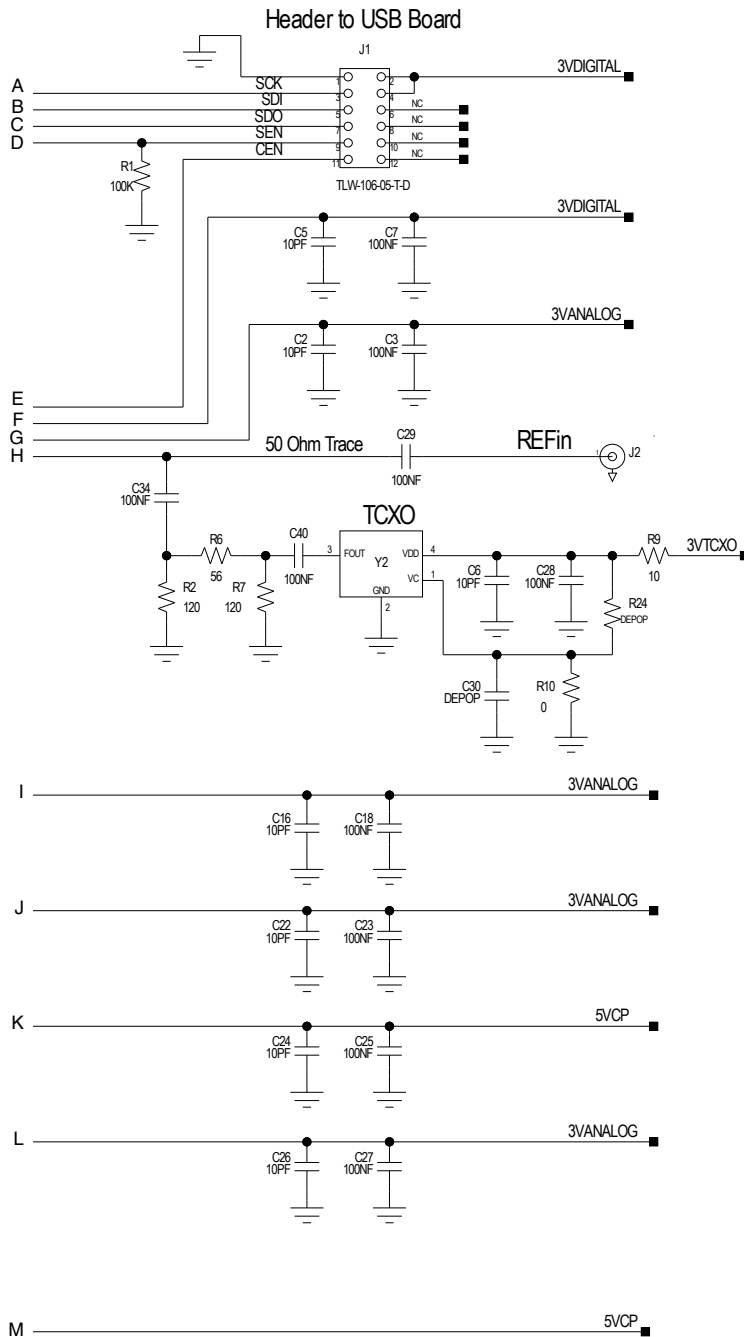 Header to USB Board
J1
3VDIGITAL
A SCK 1 2
B SDI 3 4
C SDO 5 6 NC
D SEN 7 8 NC
CEN 9 10 NC
11 12 NC
R1
100K
TLW-106-05-T-D
3VDIGITAL
C5 10PF
C7 100NF
3VANALOG
C2 10PF
C3 100NF
E
F
G
H
50 Ohm Trace
C29
100NF
REFin
1
J2
C34
100NF
TCXO
R6
56
C40
100NF
3 FOUT
Y2
VDD 4
VC 1
GND
2
R2
120
R7
120
C6
10PF
C28
100NF
R9
10
3VTCXO
R24
DEPOP
C30
DEPOP
R10
0
I
3VANALOG
C16
10PF
C18
100NF
J
3VANALOG
C22
10PF
C23
100NF
K
5VCP
C24
10PF
C25
100NF
L
3VANALOG
C26
10PF
C27
100NF
M
5VCP